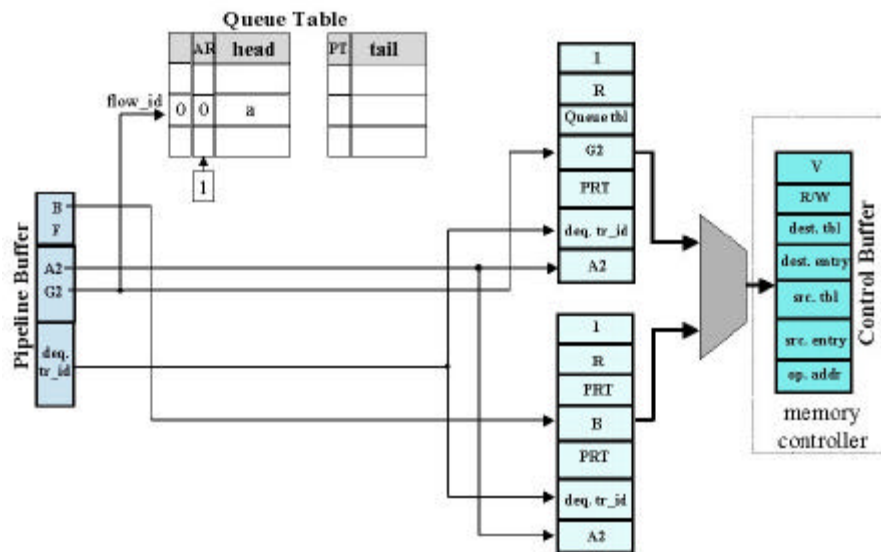 Queue Table
AR head
PT tail
flow_id
0 0 a
1
Pipeline Buffer
B
F
A2
G2
deq.
tr_id
1
R
Queue tbl
G2
PRT
deq. tr_id
A2
1
R
PRT
B
PRT
deq. tr_id
A2
V
R/W
dest. tbl
dest. entry
src. tbl
src. entry
op. addr
Control Buffer
memory
controller